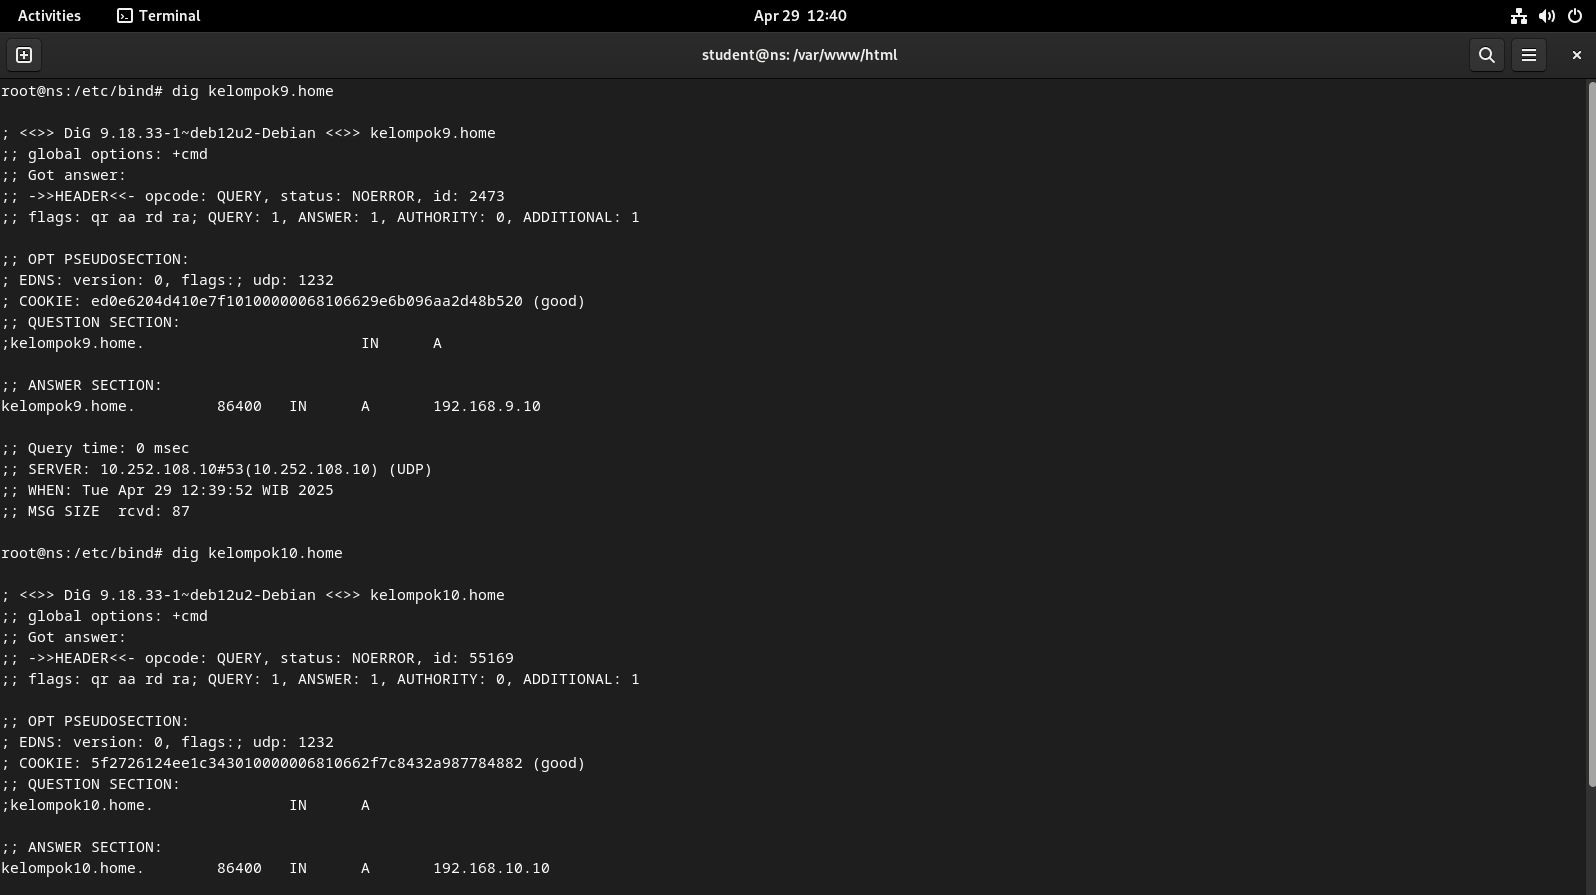 Activities Terminal Apr 29 12:40
student@ns: /var/www/html
root@ns:/etc/bind# dig kelompok9.home

; <<>> DiG 9.18.33-1~deb12u2-Debian <<>> kelompok9.home
;; global options: +cmd
;; Got answer:
;; ->>HEADER<<- opcode: QUERY, status: NOERROR, id: 2473
;; flags: qr aa rd ra; QUERY: 1, ANSWER: 1, AUTHORITY: 0, ADDITIONAL: 1

;; OPT PSEUDOSECTION:
; EDNS: version: 0, flags:; udp: 1232
; COOKIE: ed0e6204d410e7f10100000068106629e6b096aa2d48b520 (good)
;; QUESTION SECTION:
;kelompok9.home. IN A

;; ANSWER SECTION:
kelompok9.home. 86400 IN A 192.168.9.10

;; Query time: 0 msec
;; SERVER: 10.252.108.10#53(10.252.108.10) (UDP)
;; WHEN: Tue Apr 29 12:39:52 WIB 2025
;; MSG SIZE  rcvd: 87

root@ns:/etc/bind# dig kelompok10.home

; <<>> DiG 9.18.33-1~deb12u2-Debian <<>> kelompok10.home
;; global options: +cmd
;; Got answer:
;; ->>HEADER<<- opcode: QUERY, status: NOERROR, id: 55169
;; flags: qr aa rd ra; QUERY: 1, ANSWER: 1, AUTHORITY: 0, ADDITIONAL: 1

;; OPT PSEUDOSECTION:
; EDNS: version: 0, flags:; udp: 1232
; COOKIE: 5f2726124ee1c343010000006810662f7c8432a987784882 (good)
;; QUESTION SECTION:
;kelompok10.home. IN A

;; ANSWER SECTION:
kelompok10.home. 86400 IN A 192.168.10.10